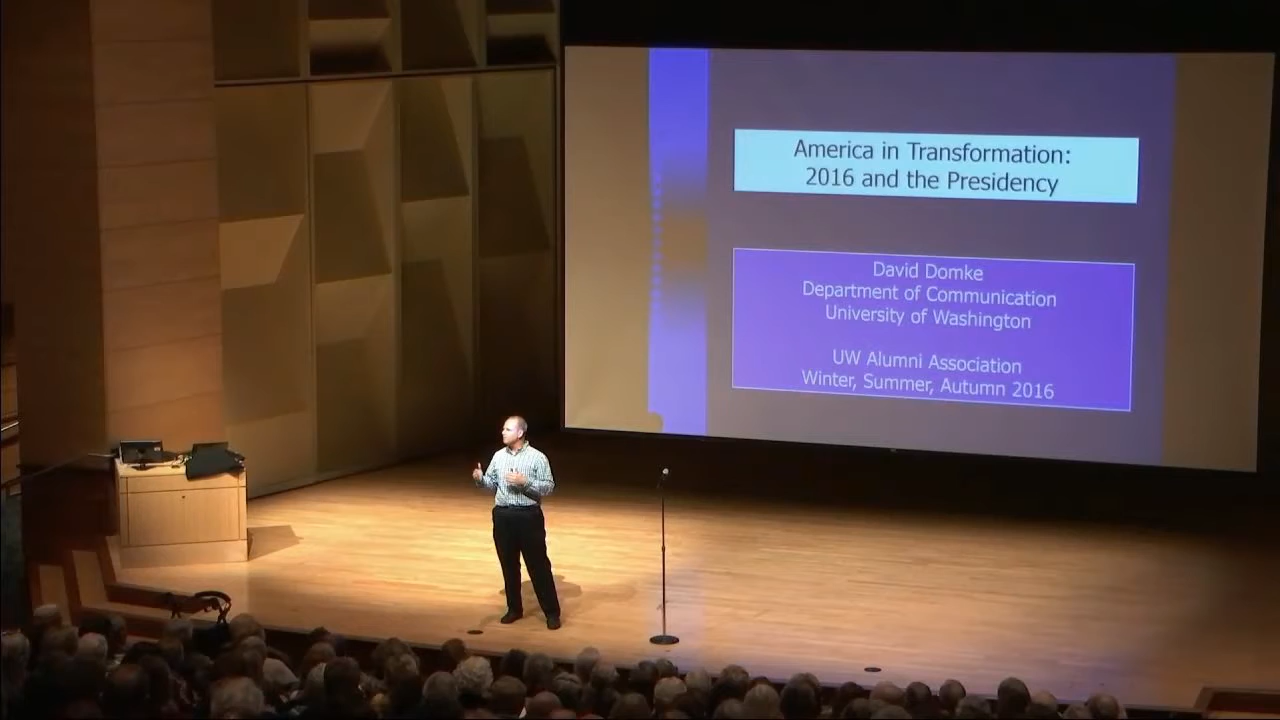 America in Transformation:
2016 and the Presidency
David Domke
Department of Communication
University of Washington
UW Alumni Association
Winter, Summer, Autumn 2016